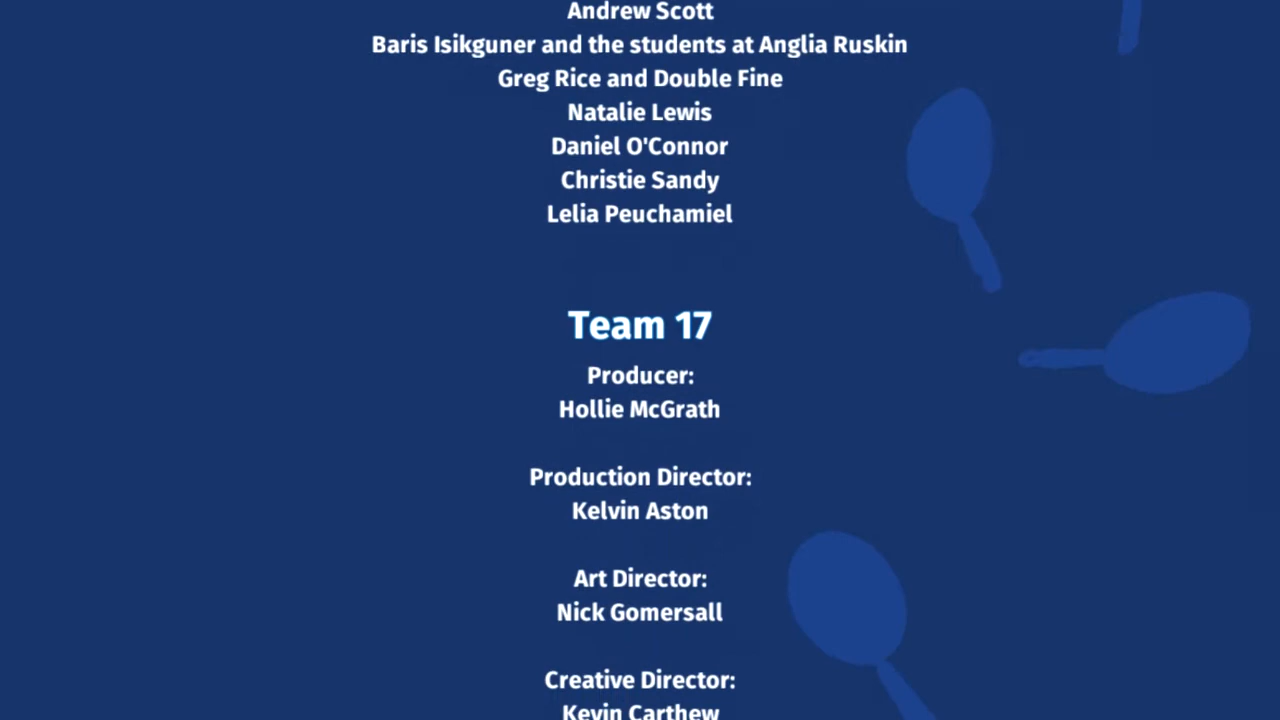 Andrew Scott
Baris Isikguner and the students at Anglia Ruskin
Greg Rice and Double Fine
Natalie Lewis
Daniel O'Connor
Christie Sandy
Lelia Peuchamiel
Team 17
Producer:
Hollie McGrath
Production Director:
Kelvin Aston
Art Director:
Nick Gomersall
Creative Director:
Kevin Carthew